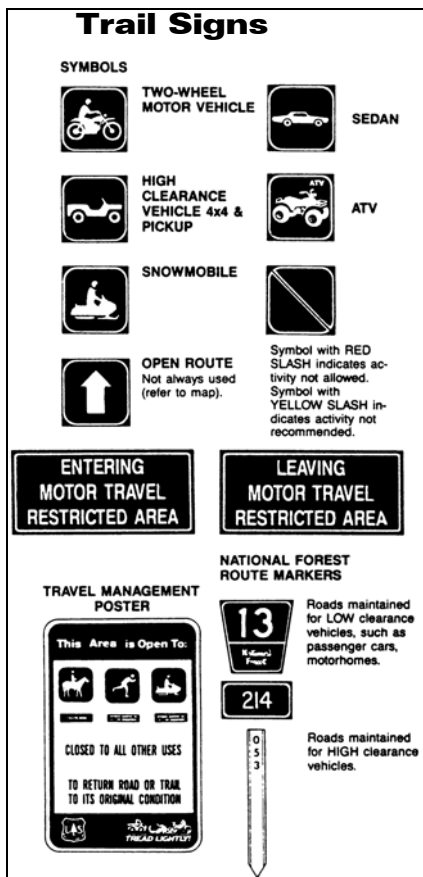 Trail Signs
SYMBOLS
TWO-WHEEL
MOTOR VEHICLE
SEDAN
HIGH
CLEARANCE
VEHICLE 4x4 &
PICKUP
ATV
ATV
SNOWMOBILE
OPEN ROUTE
Not always used
(refer to map).
Symbol with RED
SLASH indicates ac-
tivity not allowed.
Symbol with
YELLOW SLASH in-
dicates activity not
recommended.
ENTERING
MOTOR TRAVEL
RESTRICTED AREA
LEAVING
MOTOR TRAVEL
RESTRICTED AREA
TRAVEL MANAGEMENT
POSTER
This Area is Open To:
CLOSED TO ALL OTHER USES
TO RETURN ROAD OR TRAIL
TO ITS ORIGINAL CONDITION
U S
TREAD LIGHTLY!
NATIONAL FOREST
ROUTE MARKERS
13
National
Forest
Roads maintained
for LOW clearance
vehicles, such as
passenger cars,
motorhomes.
214
0
5
3
Roads maintained
for HIGH clearance
vehicles.